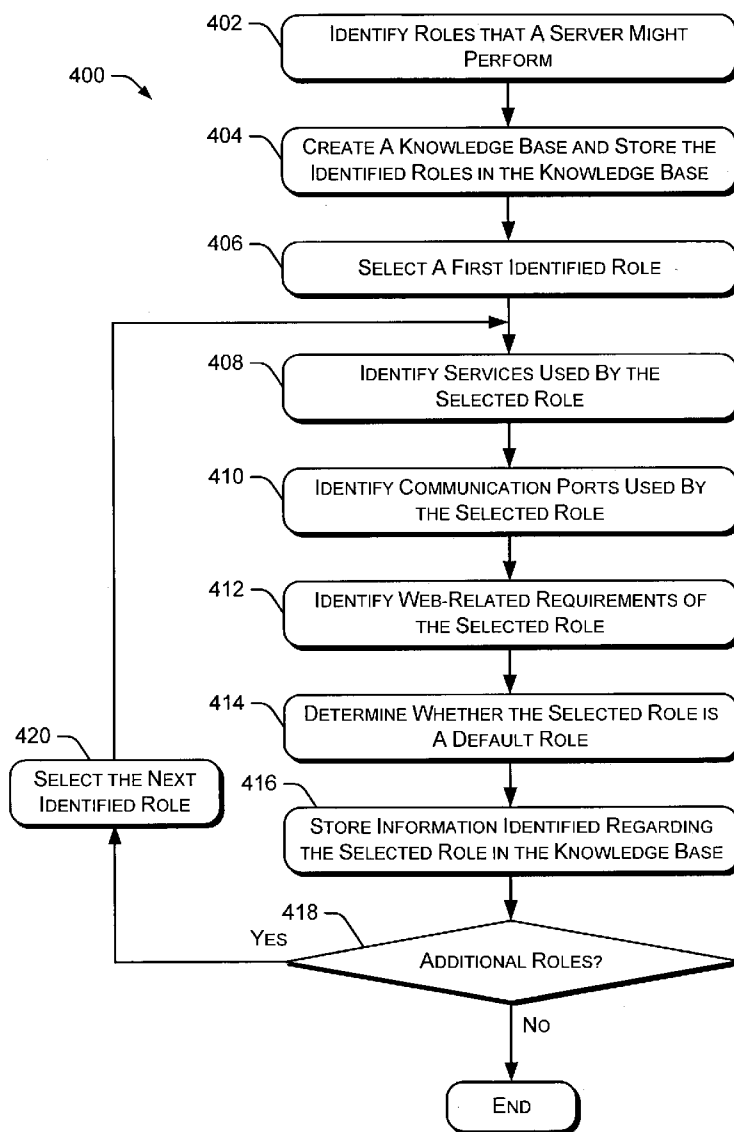 402
IDENTIFY ROLES THAT A SERVER MIGHT
PERFORM
400
404
CREATE A KNOWLEDGE BASE AND STORE THE
IDENTIFIED ROLES IN THE KNOWLEDGE BASE
406
SELECT A FIRST IDENTIFIED ROLE
408
IDENTIFY SERVICES USED BY THE
SELECTED ROLE
410
IDENTIFY COMMUNICATION PORTS USED BY
THE SELECTED ROLE
412
IDENTIFY WEB-RELATED REQUIREMENTS OF
THE SELECTED ROLE
414
DETERMINE WHETHER THE SELECTED ROLE IS
A DEFAULT ROLE
420
SELECT THE NEXT
IDENTIFIED ROLE
416
STORE INFORMATION IDENTIFIED REGARDING
THE SELECTED ROLE IN THE KNOWLEDGE BASE
418
YES
ADDITIONAL ROLES?
NO
END